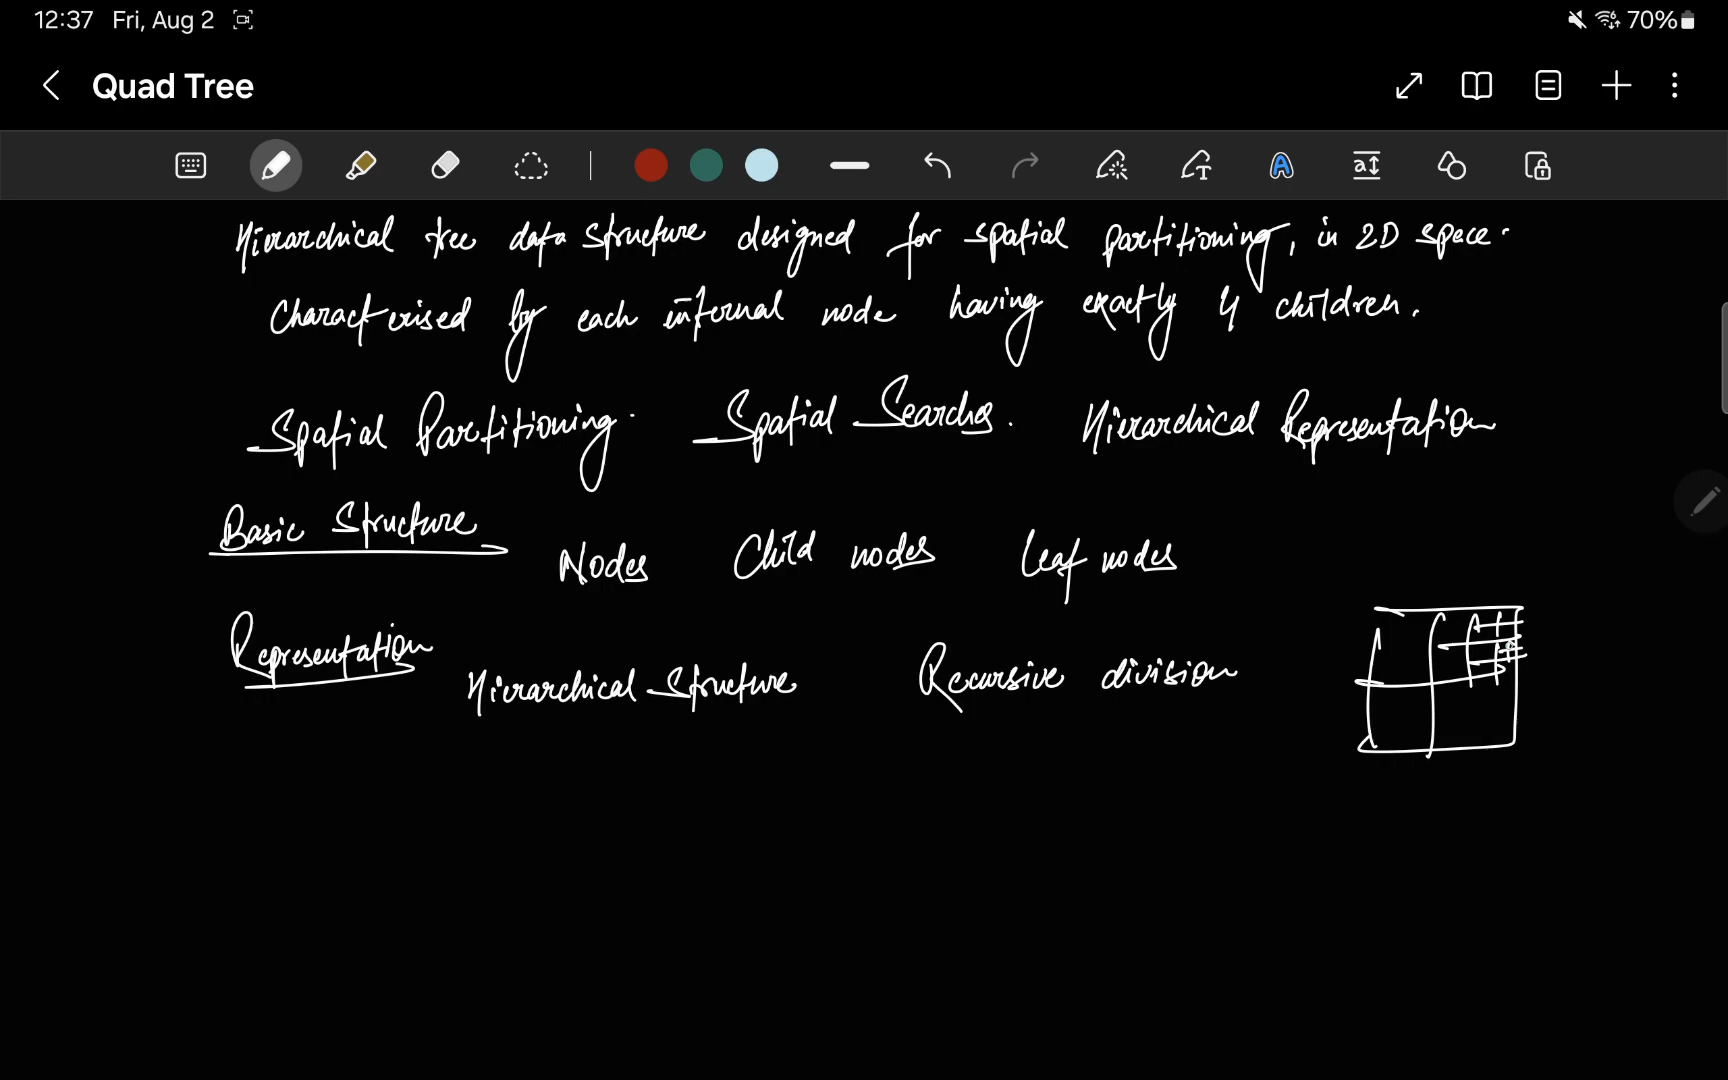 12:37 Fri, Aug 2 70%
Quad Tree
A
a
Hierarchical tree data structure designed for spatial partitioning, in 2D space.
Characterised by each internal node having exactly 4 children.
Spatial Partitioning. Spatial Searches. Hierarchical Representation
Basic Structure Nodes Child nodes Leaf nodes
Representation Hierarchical Structure Recursive division